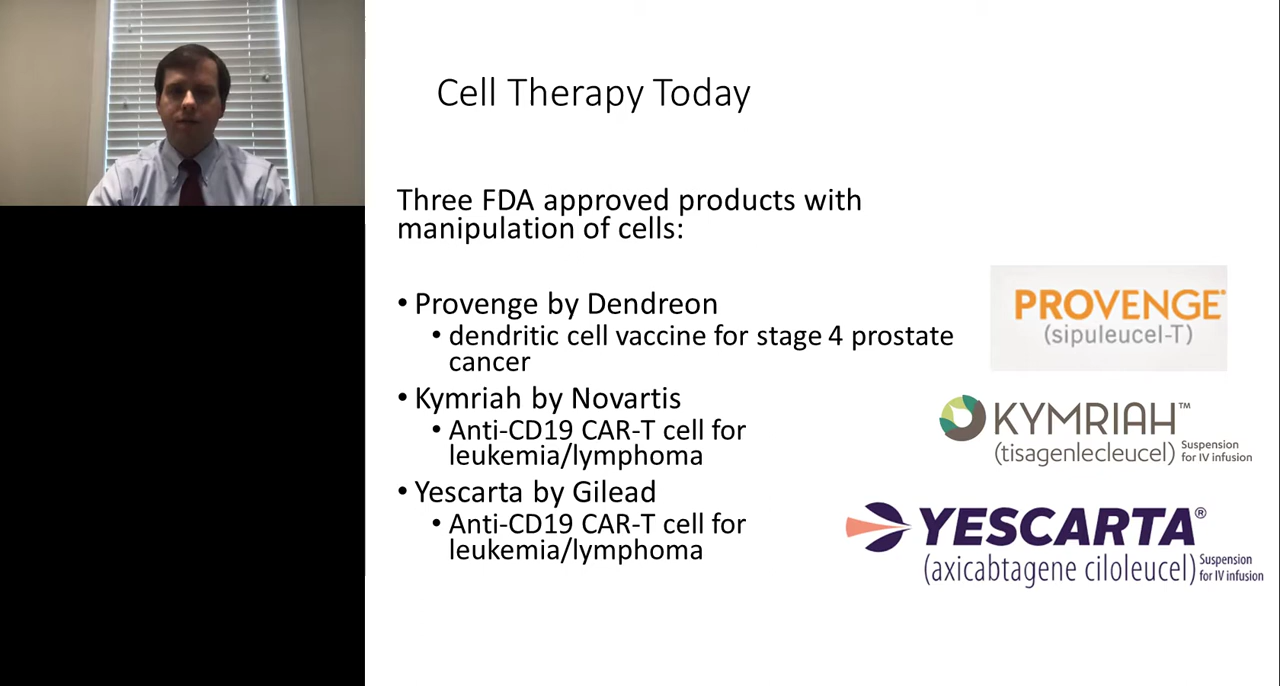 Cell Therapy Today
Three FDA approved products with
manipulation of cells:
• Provenge by Dendreon
• dendritic cell vaccine for stage 4 prostate
cancer
• Kymriah by Novartis
• Anti-CD19 CAR-T cell for
leukemia/lymphoma
• Yescarta by Gilead
• Anti-CD19 CAR-T cell for
leukemia/lymphoma
PROVENGE®
(sipuleucel-T)
KYMRIAH™
(tisagenlecleucel) Suspension
for IV infusion
YESCARTA®
(axicabtagene ciloleucel) Suspension
for IV infusion